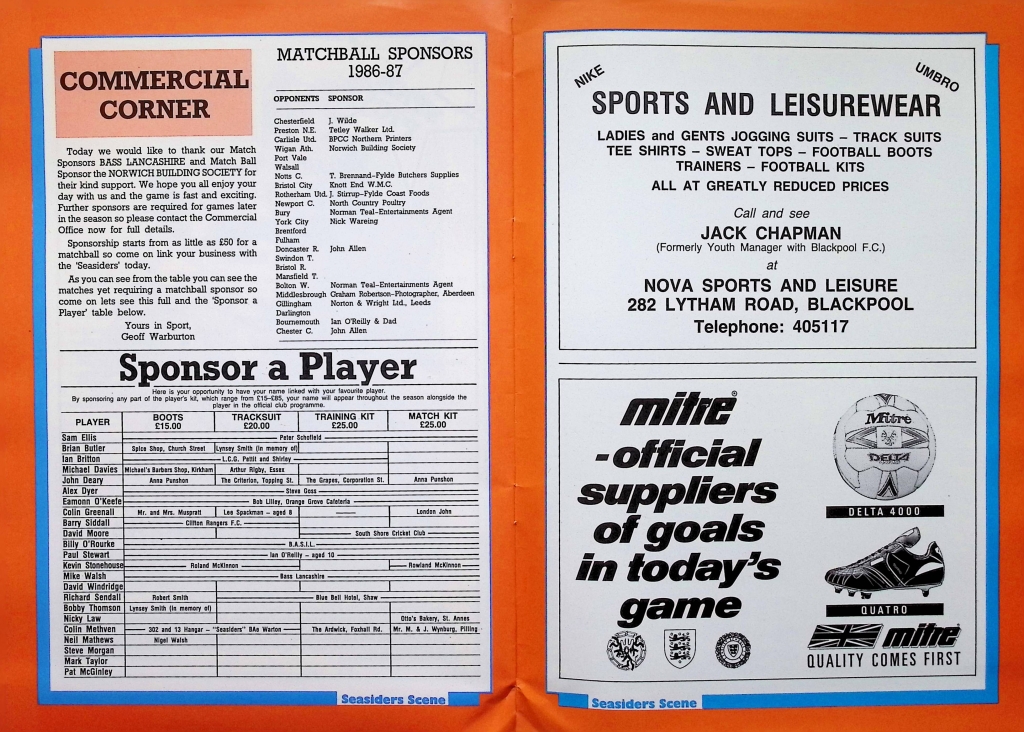 COMMERCIAL
CORNER
Today we would like to thank our Match
Sponsors BASS LANCASHIRE and Match Ball
Sponsor the NORWICH BUILDING SOCIETY for
their kind support. We hope you all enjoy your
day with us and the game is fast and exciting.
Further sponsors are required for games later
in the season so please contact the Commercial
Office now for full details.
Sponsorship starts from as little as £50 for a
matchball so come on link your business with
the 'Seasiders' today.
As you can see from the table you can see the
matches yet requiring a matchball sponsor so
come on lets see this full and the 'Sponsor a
Player' table below.
Yours in Sport,
Geoff Warburton
MATCHBALL SPONSORS
1986-87
OPPONENTS SPONSOR
Chesterfield J. Wilde
Preston N.E. Tetley Walker Ltd.
Carlisle Utd. BPCC Northern Printers
Wigan Ath. Norwich Building Society
Port Vale
Walsall
Notts C. T. Brennand–Fylde Butchers Supplies
Bristol City Knott End W.M.C.
Rotherham Utd. J. Stirrup–Fylde Coast Foods
Newport C. North Country Poultry
Bury Norman Teal–Entertainments Agent
York City Nick Wareing
Brentford
Fulham
Doncaster R. John Allen
Swindon T.
Bristol R.
Mansfield T.
Bolton W. Norman Teal–Entertainments Agent
Middlesbrough Graham Robertson–Photographer, Aberdeen
Gillingham Norton & Wright Ltd., Leeds
Darlington
Bournemouth Ian O'Reilly & Dad
Chester C. John Allen
Sponsor a Player
Here is your opportunity to have your name linked with your favourite player.
By sponsoring any part of the player's kit, which range from £15–£85, your name will appear throughout the season alongside the
player in the official club programme.
PLAYER BOOTS £15.00 TRACKSUIT £20.00 TRAINING KIT £25.00 MATCH KIT £25.00
Sam Ellis Peter Schofield
Brian Butler Spice Shop, Church Street Lynsey Smith (in memory of)
Ian Britton L.C.G. Pettit and Shirley
Michael Davies Michael's Barbers Shop, Kirkham Arthur Rigby, Essex
John Deary Anna Punshon The Criterion, Topping St. The Grapes, Corporation St. Anna Punshon
Alex Dyer Steve Goss
Eamonn O'Keefe Bob Lilley, Orange Grove Cafeteria
Colin Greenall Mr. and Mrs. Muspratt Lee Spackman – aged 8 London John
Barry Siddall Clifton Rangers F.C.
David Moore South Shore Cricket Club
Billy O'Rourke B.A.S.I.L.
Paul Stewart Ian O'Reilly – aged 10
Kevin Stonehouse Roland McKinnon Rowland McKinnon
Mike Walsh Bass Lancashire
David Windridge
Richard Sendall Robert Smith Blue Bell Hotel, Shaw
Bobby Thomson Lynsey Smith (in memory of)
Nicky Law Otto's Bakery, St. Annes
Colin Methven 302 and 13 Hangar – "Seasiders" BAe Warton The Ardwick, Foxhall Rd. Mr. M. & J. Wynburg, Pilling
Neil Mathews Nigel Walsh
Steve Morgan
Mark Taylor
Pat McGinley
Seasiders Scene
NIKE
UMBRO
SPORTS AND LEISUREWEAR
LADIES and GENTS JOGGING SUITS – TRACK SUITS
TEE SHIRTS – SWEAT TOPS – FOOTBALL BOOTS
TRAINERS – FOOTBALL KITS
ALL AT GREATLY REDUCED PRICES
Call and see
JACK CHAPMAN
(Formerly Youth Manager with Blackpool F.C.)
at
NOVA SPORTS AND LEISURE
282 LYTHAM ROAD, BLACKPOOL
Telephone: 405117
mitre®
-official
suppliers
of goals
in today's
game
Mitre
DELTA
DELTA 4000
QUATRO
mitre
QUALITY COMES FIRST
Seasiders Scene